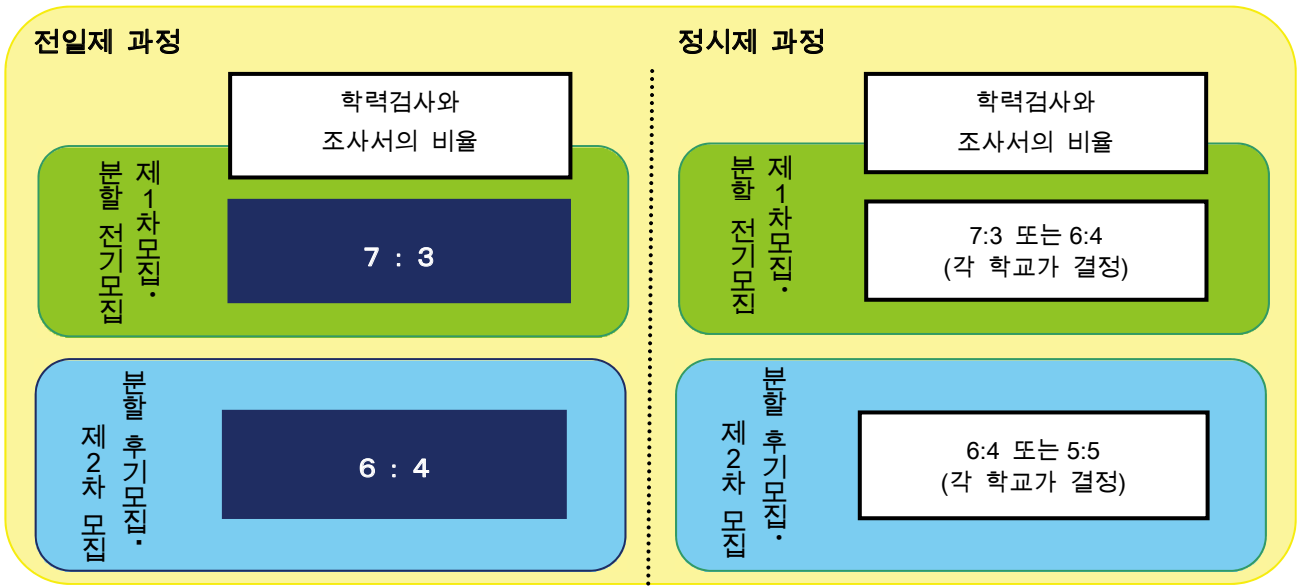 전일제 과정
학력검사와
조사서의 비율
제1차모집・
분할 전기모집
7 : 3
분할 후기모집・
제2차 모집
6 : 4
정시제 과정
학력검사와
조사서의 비율
제1차모집・
분할 전기모진
7:3 또는 6:4
(각 학교가 결정)
분할 후기모집・
제2차 모집
6:4 또는 5:5
(각 학교가 결정)